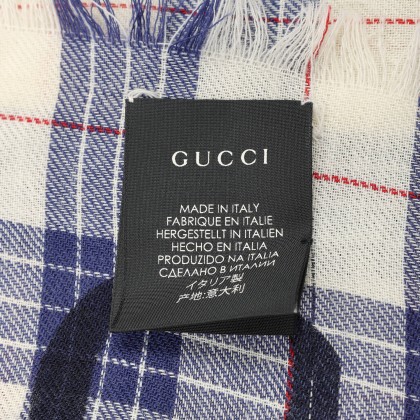 GUCCI
MADE IN ITALY
FABRIQUE EN ITALIE
HERGESTELLT IN ITALIEN
HECHO EN ITALIA
PRODUZIDO NA ITALIA
СДЕЛАНО В ИТАЛИИ
イタリア製
产地:意大利